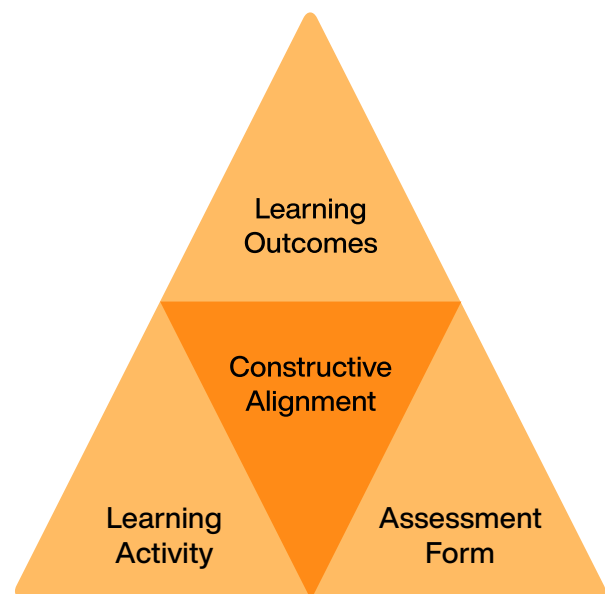 Learning
Outcomes
Constructive
Alignment
Learning
Activity
Assessment
Form